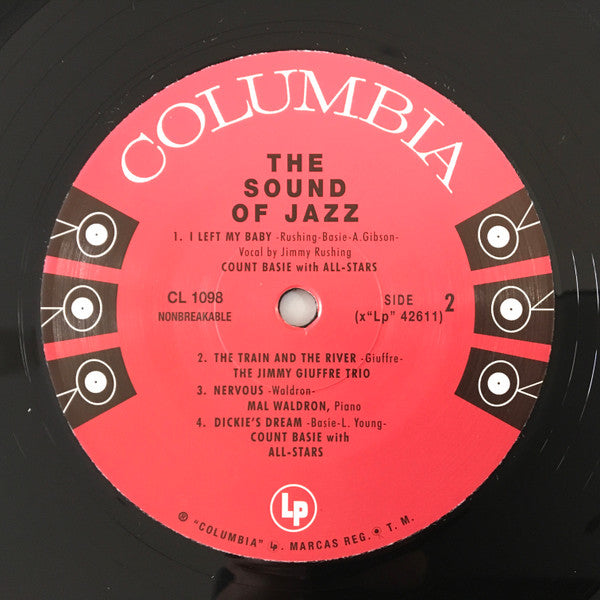 COLUMBIA
THE
SOUND
OF JAZZ
1. I LEFT MY BABY -Rushing-Basie-A.Gibson-
Vocal by Jimmy Rushing
COUNT BASIE with ALL-STARS
CL 1098
NONBREAKABLE
SIDE 2
(x"Lp" 42611)
2. THE TRAIN AND THE RIVER -Giuffre-
THE JIMMY GIUFFRE TRIO
3. NERVOUS -Waldron-
MAL WALDRON, Piano
4. DICKIE'S DREAM -Basie-L. Young-
COUNT BASIE with
ALL-STARS
Lp
"COLUMBIA" Lp. MARCAS REG. T. M.